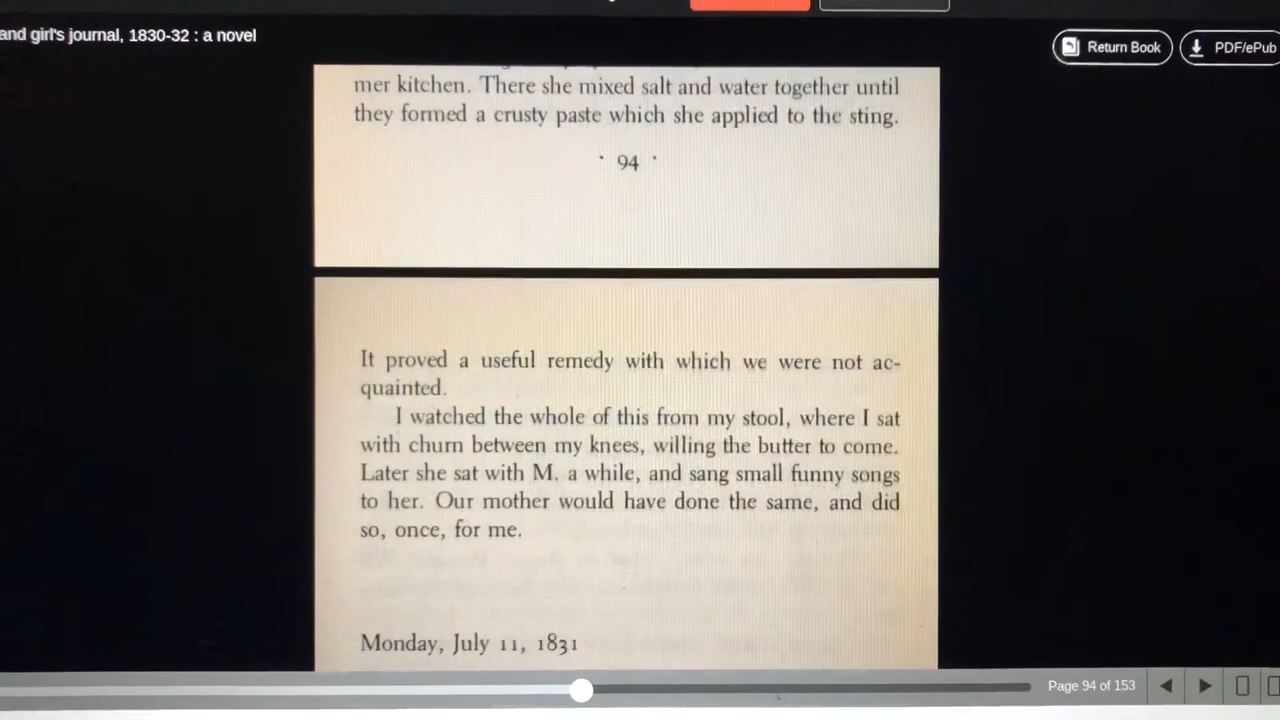 and girl's journal, 1830-32 : a novel
Return Book
PDF/ePub
mer kitchen. There she mixed salt and water together until
they formed a crusty paste which she applied to the sting.
· 94 ·
It proved a useful remedy with which we were not ac-
quainted.
I watched the whole of this from my stool, where I sat
with churn between my knees, willing the butter to come.
Later she sat with M. a while, and sang small funny songs
to her. Our mother would have done the same, and did
so, once, for me.
Monday, July 11, 1831
Page 94 of 153